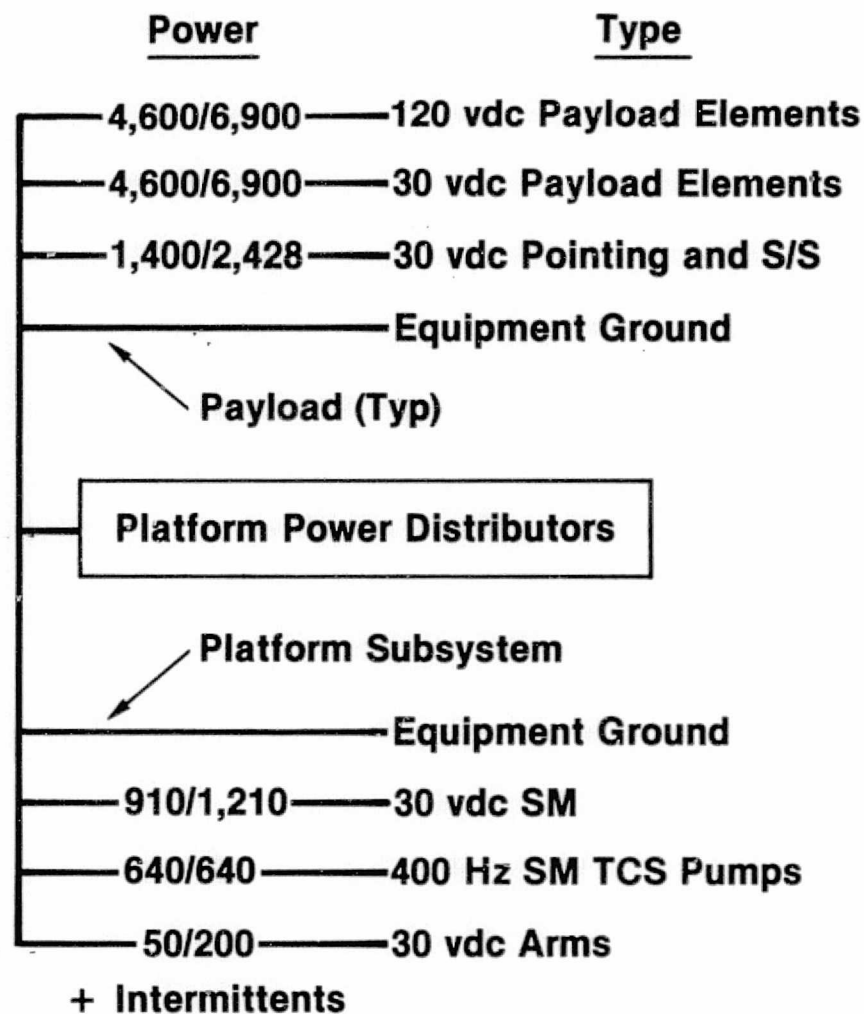 Power Type
4,600/6,900 120 vdc Payload Elements
4,600/6,900 30 vdc Payload Elements
1,400/2,428 30 vdc Pointing and S/S
Equipment Ground
Payload (Typ)
Platform Power Distributors
Platform Subsystem
Equipment Ground
910/1,210 30 vdc SM
640/640 400 Hz SM TCS Pumps
50/200 30 vdc Arms
+ Intermittents